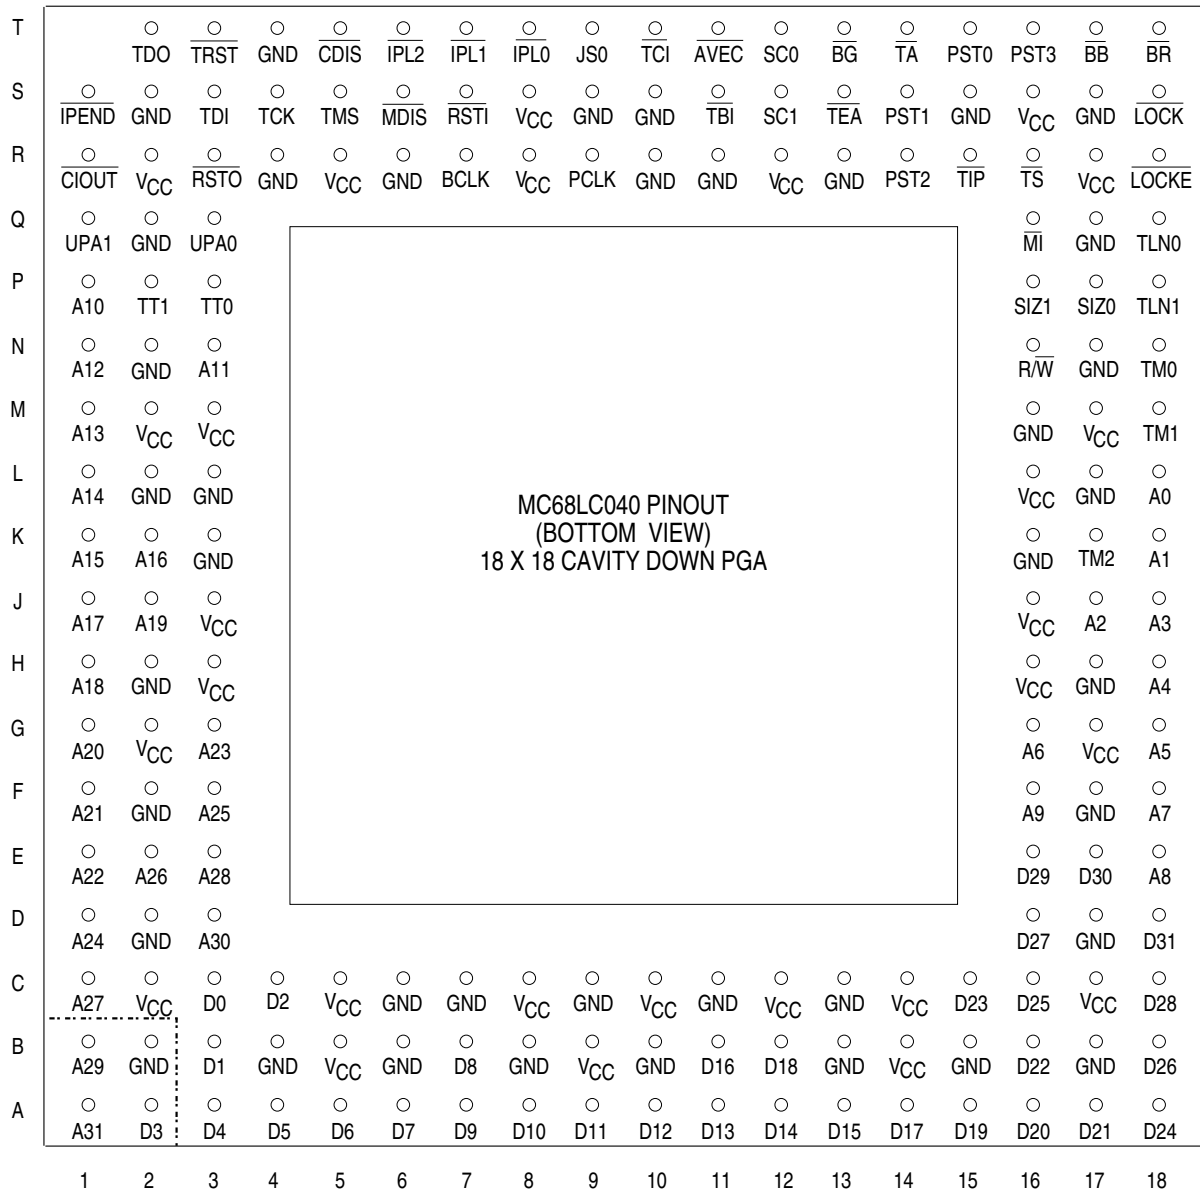 T
TDO TRST GND CDIS IPL2 IPL1 IPL0 JS0 TCI AVEC SC0 BG TA PST0 PST3 BB BR
S
IPEND GND TDI TCK TMS MDIS RSTI VCC GND GND TBI SC1 TEA PST1 GND VCC GND LOCK
R
CIOUT VCC RSTO GND VCC GND BCLK VCC PCLK GND GND VCC GND PST2 TIP TS VCC LOCKE
Q
UPA1 GND UPA0 MI GND TLN0
P
A10 TT1 TT0 SIZ1 SIZ0 TLN1
N
A12 GND A11 R/W GND TM0
M
A13 VCC VCC GND VCC TM1
L
A14 GND GND VCC GND A0
MC68LC040 PINOUT
(BOTTOM VIEW)
18 X 18 CAVITY DOWN PGA
K
A15 A16 GND GND TM2 A1
J
A17 A19 VCC VCC A2 A3
H
A18 GND VCC VCC GND A4
G
A20 VCC A23 A6 VCC A5
F
A21 GND A25 A9 GND A7
E
A22 A26 A28 D29 D30 A8
D
A24 GND A30 D27 GND D31
C
A27 VCC D0 D2 VCC GND GND VCC GND VCC GND VCC GND VCC D23 D25 VCC D28
B
A29 GND D1 GND VCC GND D8 GND VCC GND D16 D18 GND VCC GND D22 GND D26
A
A31 D3 D4 D5 D6 D7 D9 D10 D11 D12 D13 D14 D15 D17 D19 D20 D21 D24
1 2 3 4 5 6 7 8 9 10 11 12 13 14 15 16 17 18